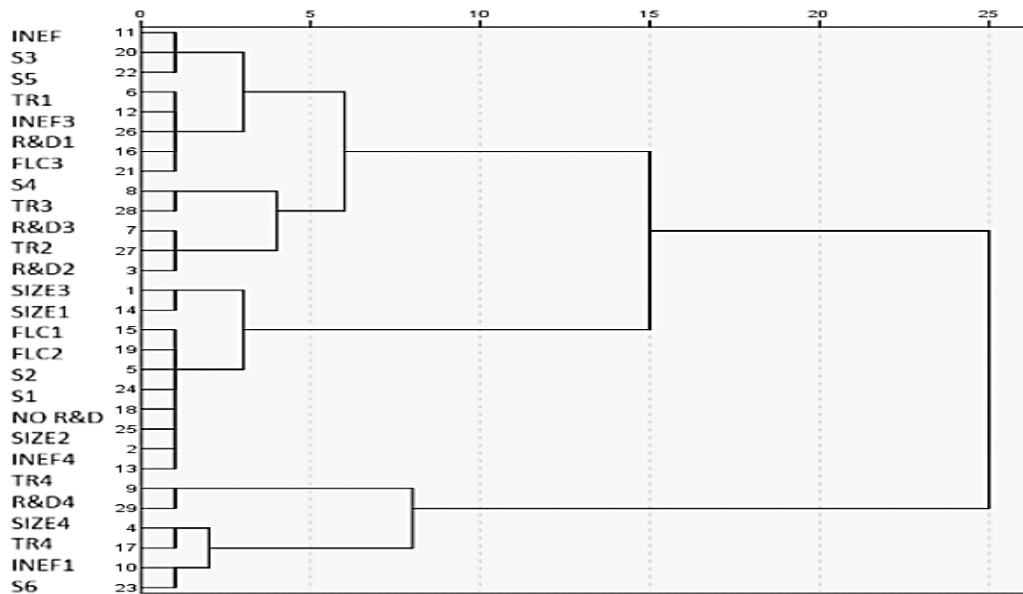 0 5 10 15 20 25
INEF 11
S3 20
S5 22
TR1 6
INEF3 12
R&D1 26
FLC3 16
S4 21
TR3 8
R&D3 28
TR2 7
R&D2 27
SIZE3 3
SIZE1 1
FLC1 14
FLC2 15
S2 19
S1 5
NO R&D 24
SIZE2 18
INEF4 25
TR4 2
R&D4 13
SIZE4 9
TR4 29
INEF1 4
S6 17
10
23